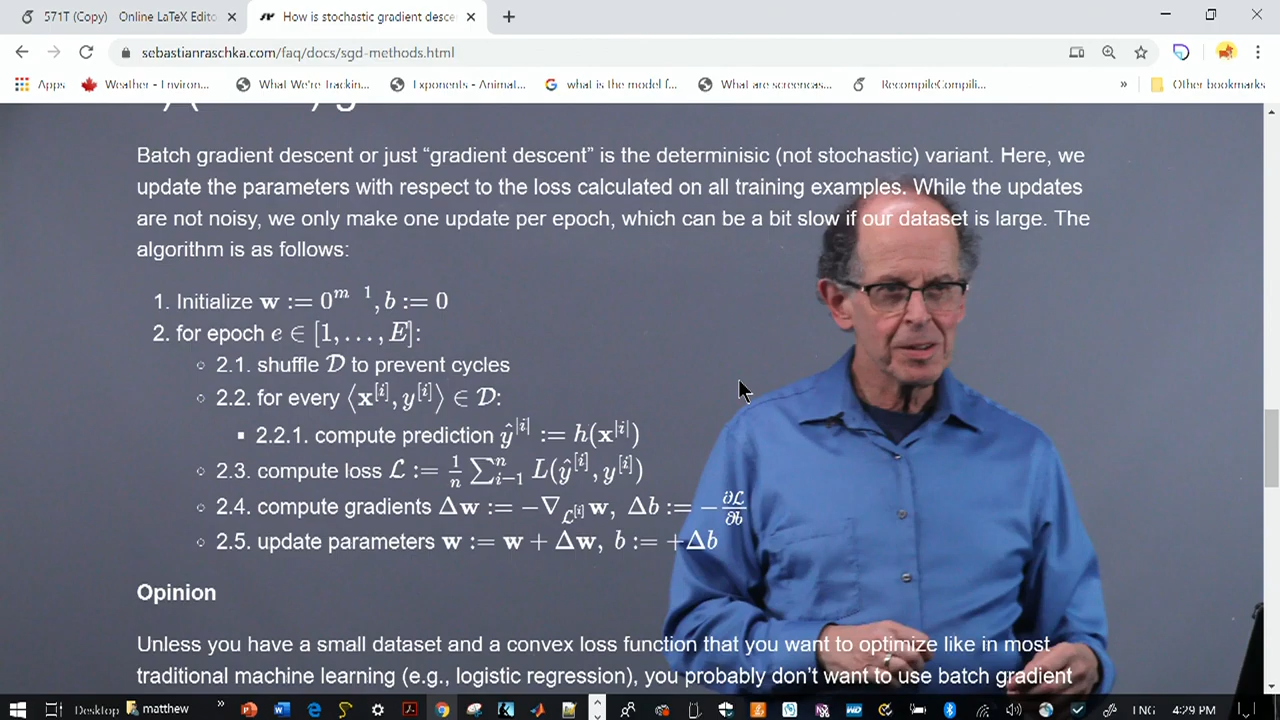 571T (Copy) Online LaTeX Edito
How is stochastic gradient desce
sebastianraschka.com/faq/docs/sgd-methods.html
Apps Weather - Environ... What We're Trackin... Exponents - Animat... what is the model f... What are screencas... RecompileCompili... » Other bookmarks
Batch gradient descent or just “gradient descent” is the determinisic (not stochastic) variant. Here, we
update the parameters with respect to the loss calculated on all training examples. While the updates
are not noisy, we only make one update per epoch, which can be a bit slow if our dataset is large. The
algorithm is as follows:
1. Initialize w := 0^{m 1}, b := 0
2. for epoch e ∈ [1, ..., E]:
2.1. shuffle D to prevent cycles
2.2. for every ⟨x^{[i]}, y^{[i]}⟩ ∈ D:
2.2.1. compute prediction ŷ^{|i|} := h(x^{|i|})
2.3. compute loss L := 1/n ∑_{i-1}^{n} L(ŷ^{[i]}, y^{[i]})
2.4. compute gradients Δw := -∇_{L^{[i]}} w, Δb := -∂L/∂b
2.5. update parameters w := w + Δw, b := +Δb
Opinion
Unless you have a small dataset and a convex loss function that you want to optimize like in most
traditional machine learning (e.g., logistic regression), you probably don’t want to use batch gradient
Desktop matthew » ENG 4:29 PM